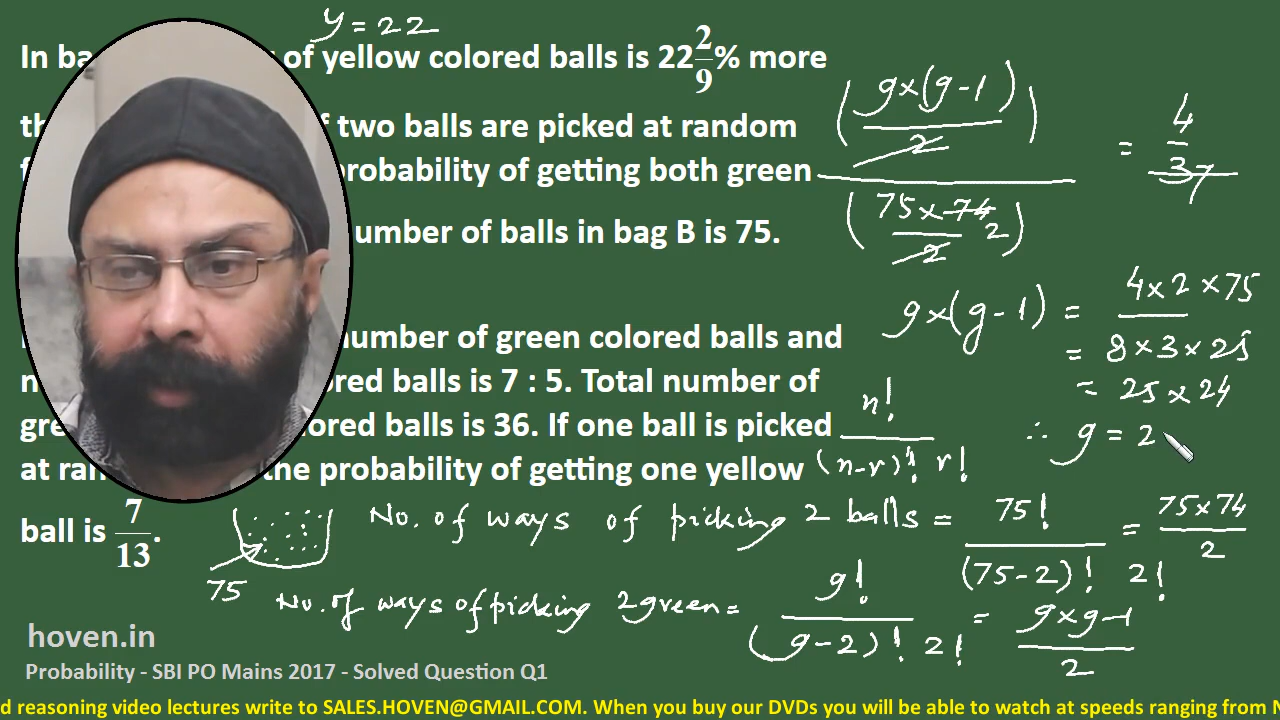 y = 22
In ba of yellow colored balls is 22 2/9% more
th f two balls are picked at random
f probability of getting both green
umber of balls in bag B is 75.
number of green colored balls and
n ored balls is 7 : 5. Total number of
gre lored balls is 36. If one ball is picked
at ran the probability of getting one yellow
ball is 7/13.
(g×(g-1)/2)/(75×74/2) = 4/37
2
g×(g-1) = 4×2×75
= 8×3×25
= 25×24
∴ g = 2
n!/(n-r)! r!
75
No. of ways of picking 2 balls = 75!/(75-2)! 2! = 75×74/2
No. of ways of picking 2 green = g!/(g-2)! 2! = g×g-1/2
hoven.in
Probability - SBI PO Mains 2017 - Solved Question Q1
d reasoning video lectures write to SALES.HOVEN@GMAIL.COM. When you buy our DVDs you will be able to watch at speeds ranging from